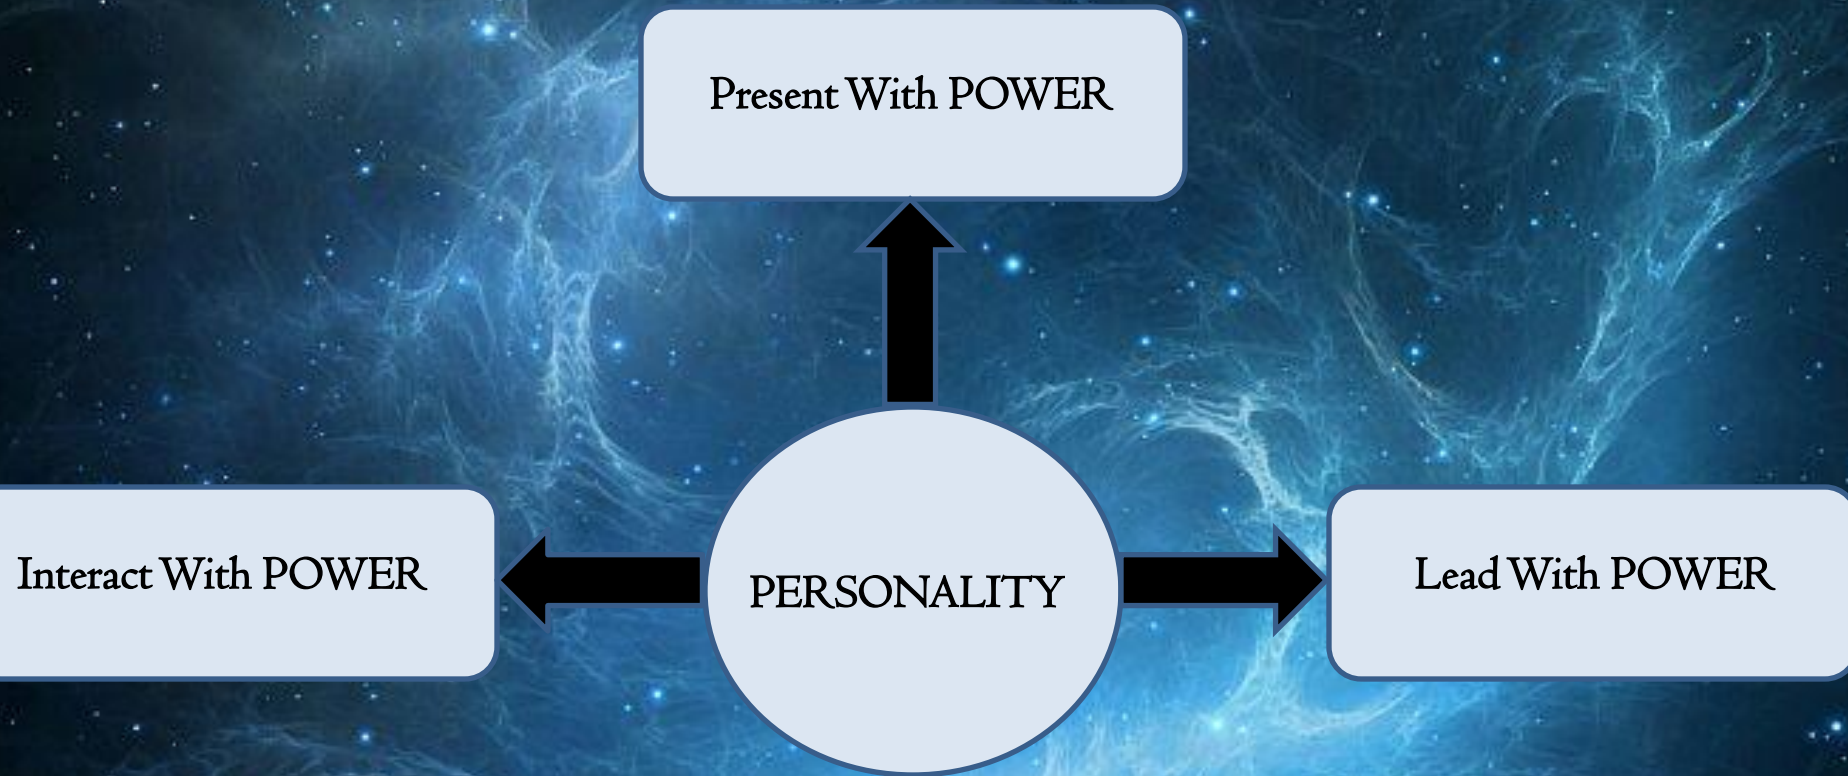 Present With POWER
Interact With POWER
PERSONALITY
Lead With POWER